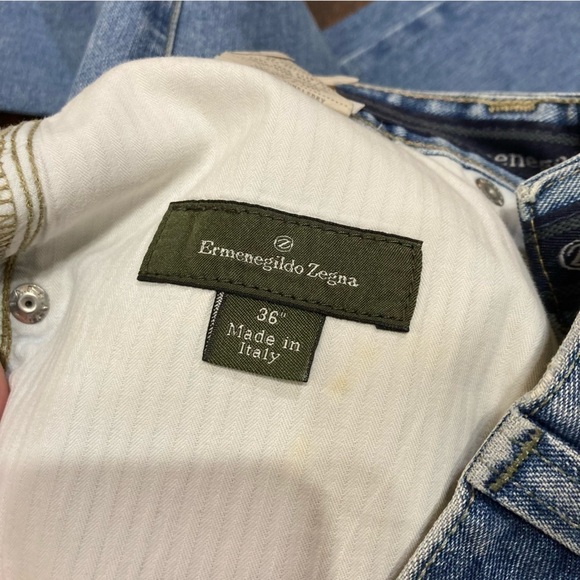 Ermenegildo Zegna
36"
Made in
Italy